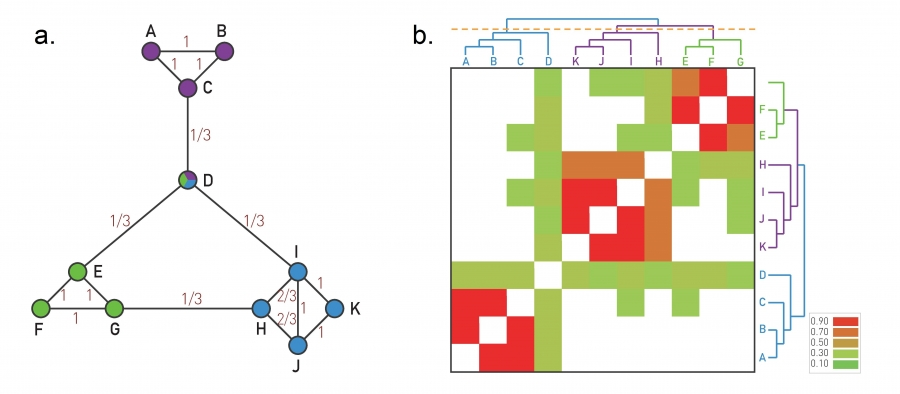 a.
A B
1
1 1
C
1/3
D
1/3 1/3
E
1 1
F 1 G
1/3
I
2/3 1 1
H K
2/3 1
J
b.
A B C D K J I H E F G
F
E
H
I
J
K
D
C
B
A
0.90
0.70
0.50
0.30
0.10